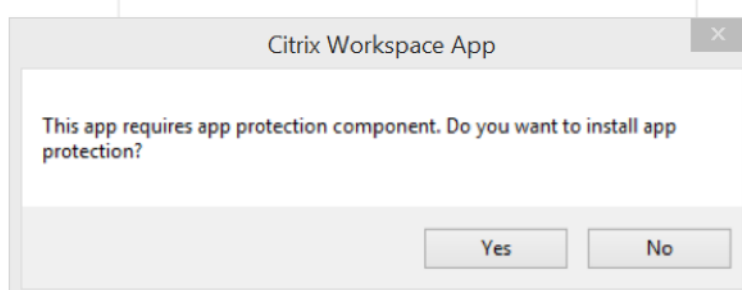 Citrix Workspace App
This app requires app protection component. Do you want to install app
protection?
Yes
No